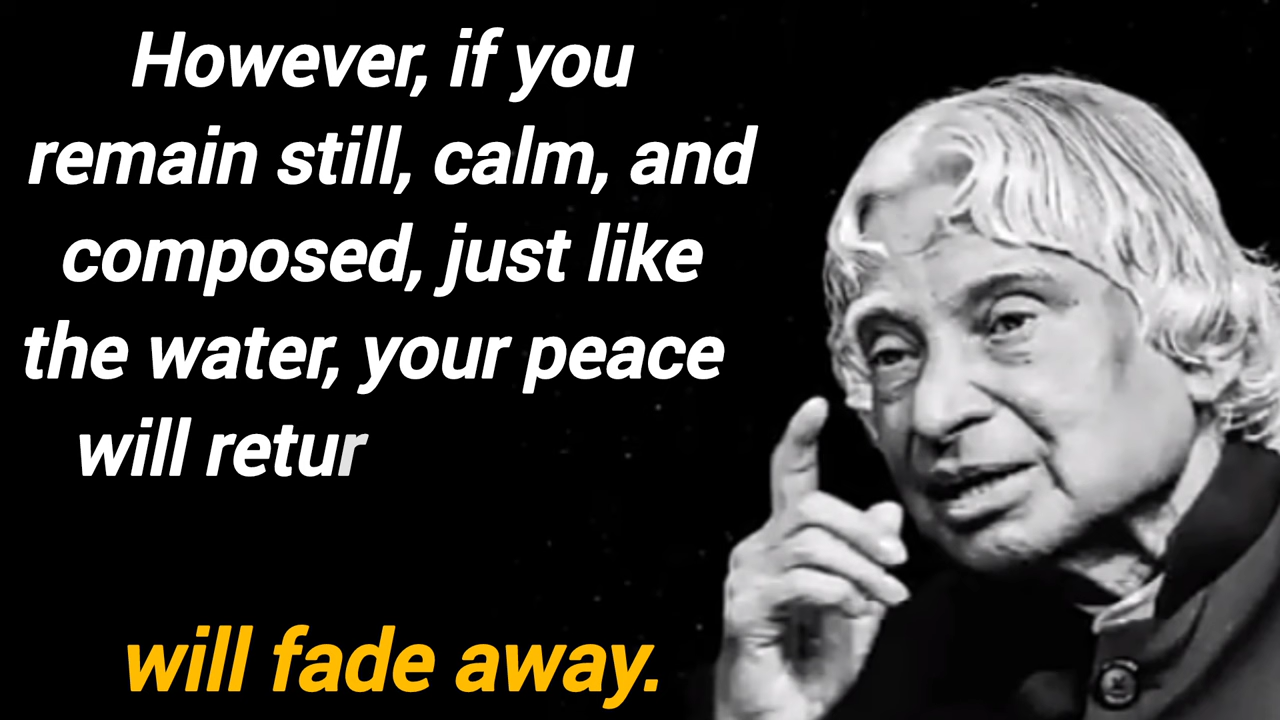 However, if you
remain still, calm, and
composed, just like
the water, your peace
will retur
will fade away.